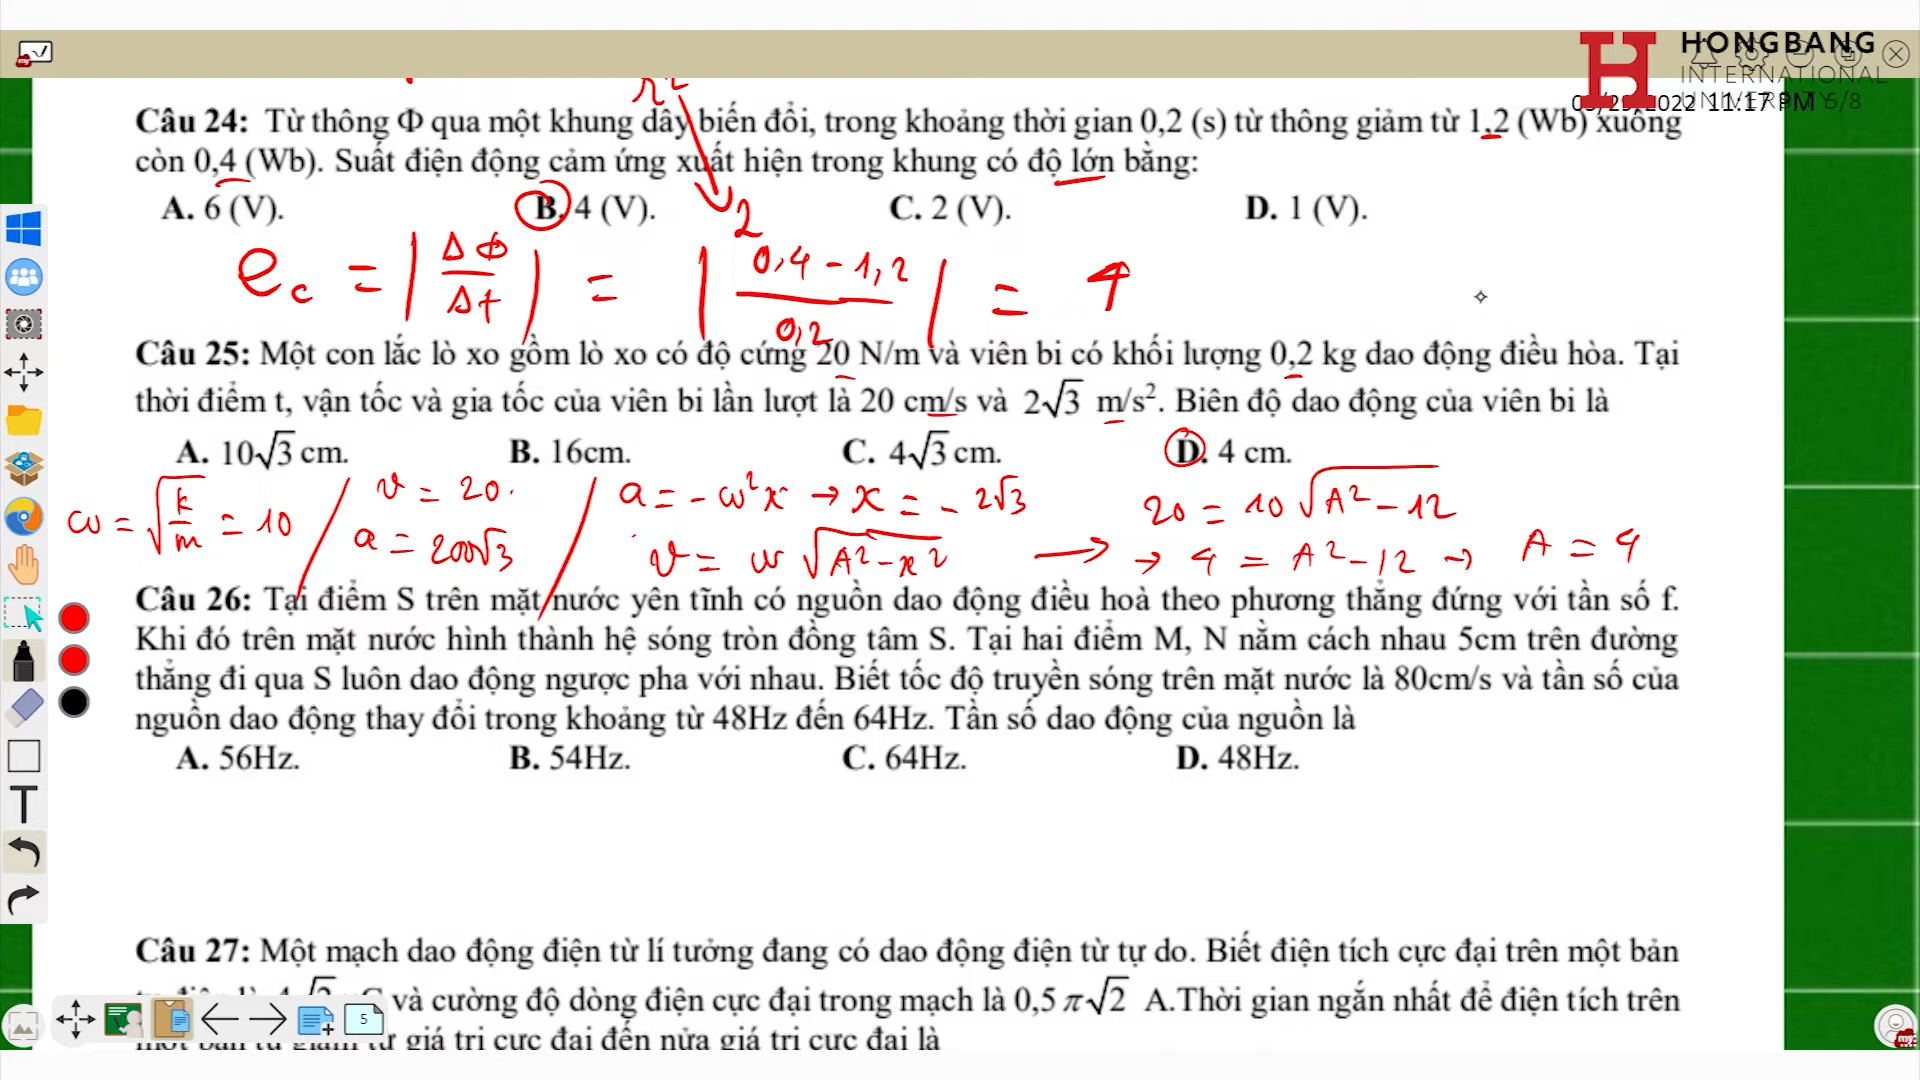 HONGBANG
INTERNATIONAL
UNIVERSITY
2022 11:17 PM 5/8
Câu 24: Từ thông Φ qua một khung dây biến đổi, trong khoảng thời gian 0,2 (s) từ thông giảm từ 1,2 (Wb) xuống
còn 0,4 (Wb). Suất điện động cảm ứng xuất hiện trong khung có độ lớn bằng:
A. 6 (V). B. 4 (V). C. 2 (V). D. 1 (V).
2
e_c = |ΔΦ/Δt| = |(0,4 - 1,2)/0,2| = 4
Câu 25: Một con lắc lò xo gồm lò xo có độ cứng 20 N/m và viên bi có khối lượng 0,2 kg dao động điều hòa. Tại
thời điểm t, vận tốc và gia tốc của viên bi lần lượt là 20 cm/s và 2√3 m/s². Biên độ dao động của viên bi là
A. 10√3 cm. B. 16cm. C. 4√3 cm. D. 4 cm.
ω = √(k/m) = 10 / v = 20 / a = -ω²x → x = -2√3 20 = 10√(A² - 12)
a = 200√3 v = ω√(A² - x²) → → 4 = A² - 12 → A = 4
Câu 26: Tại điểm S trên mặt nước yên tĩnh có nguồn dao động điều hoà theo phương thẳng đứng với tần số f.
Khi đó trên mặt nước hình thành hệ sóng tròn đồng tâm S. Tại hai điểm M, N nằm cách nhau 5cm trên đường
thẳng đi qua S luôn dao động ngược pha với nhau. Biết tốc độ truyền sóng trên mặt nước là 80cm/s và tần số của
nguồn dao động thay đổi trong khoảng từ 48Hz đến 64Hz. Tần số dao động của nguồn là
A. 56Hz. B. 54Hz. C. 64Hz. D. 48Hz.
Câu 27: Một mạch dao động điện từ lí tưởng đang có dao động điện từ tự do. Biết điện tích cực đại trên một bản
và cường độ dòng điện cực đại trong mạch là 0,5π√2 A.Thời gian ngắn nhất để điện tích trên
giá trị cực đại đến nửa giá trị cực đại là
T
5